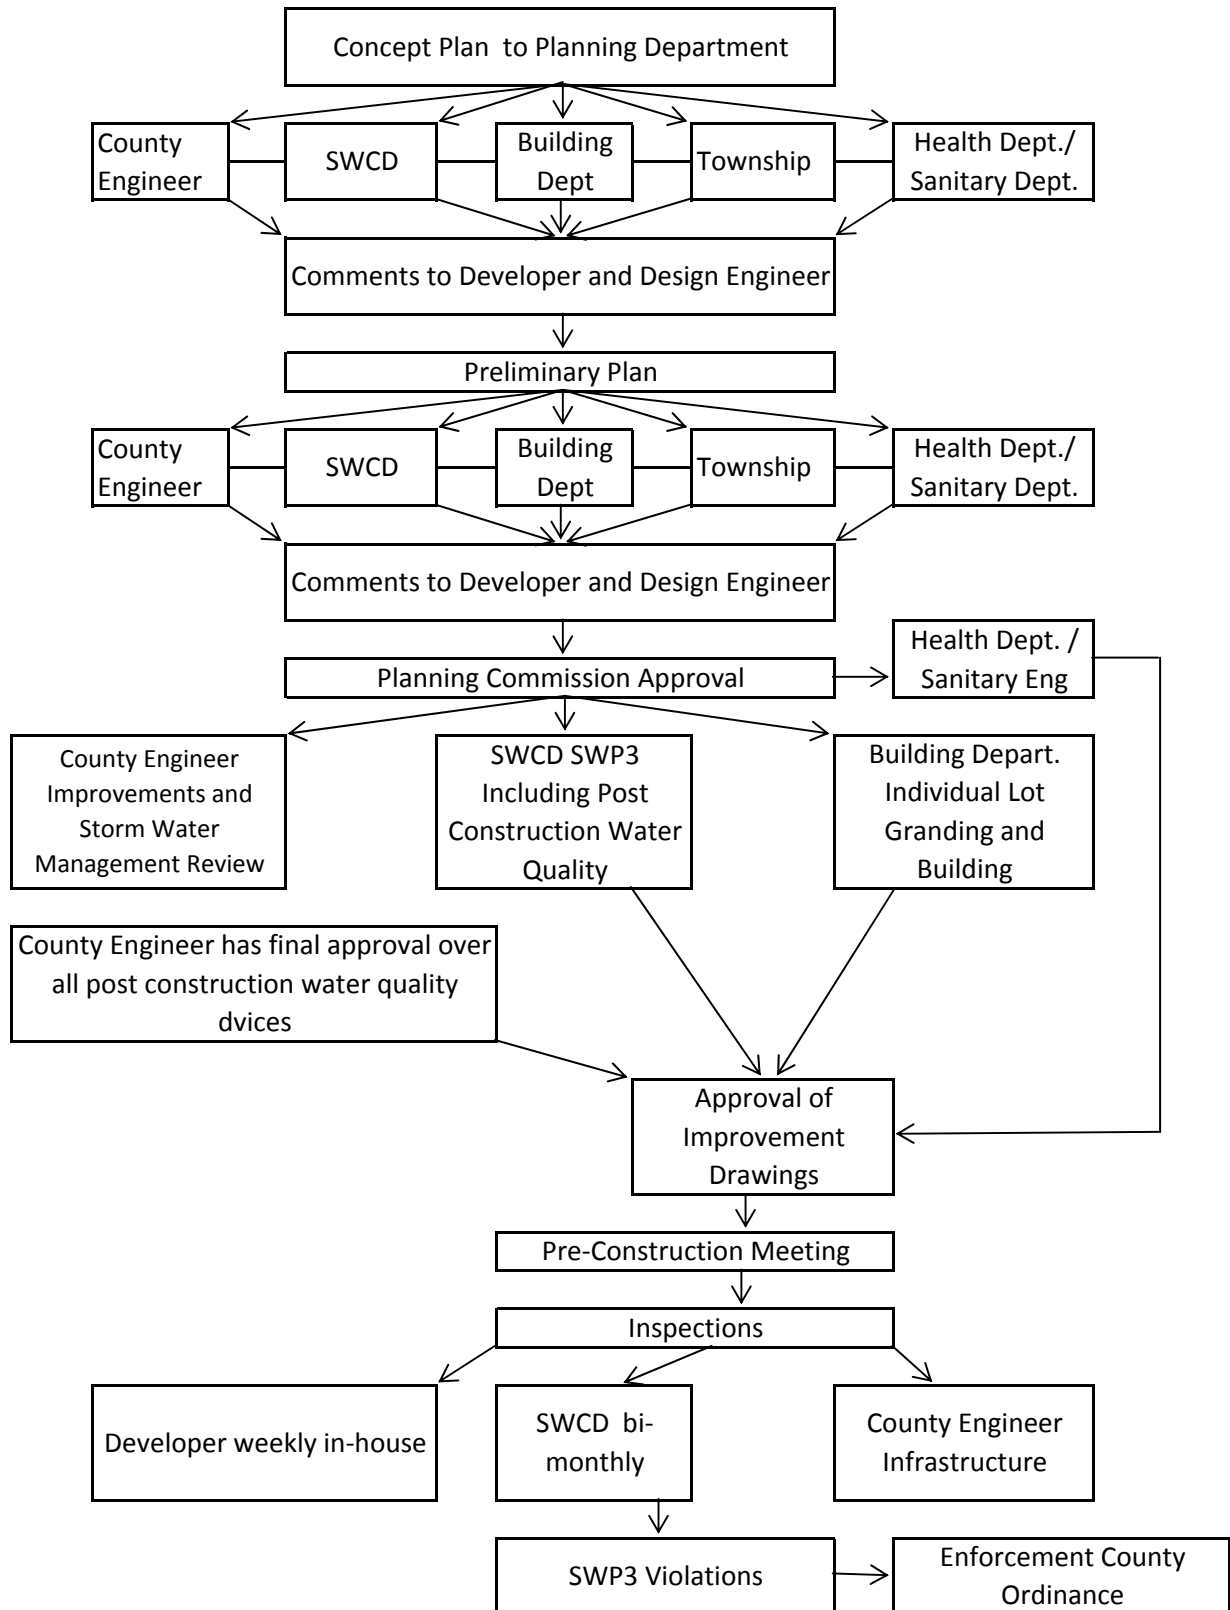 Concept Plan  to Planning Department
County
Engineer
SWCD
Building
Dept
Township
Health Dept./
Sanitary Dept.
Comments to Developer and Design Engineer
Preliminary Plan
County
Engineer
SWCD
Building
Dept
Township
Health Dept./
Sanitary Dept.
Comments to Developer and Design Engineer
Planning Commission Approval
Health Dept. /
Sanitary Eng
County Engineer
Improvements and
Storm Water
Management Review
SWCD SWP3
Including Post
Construction Water
Quality
Building Depart.
Individual Lot
Granding and
Building
County Engineer has final approval over
all post construction water quality
dvices
Approval of
Improvement
Drawings
Pre-Construction Meeting
Inspections
Developer weekly in-house
SWCD  bi-
monthly
County Engineer
Infrastructure
SWP3 Violations
Enforcement County
Ordinance